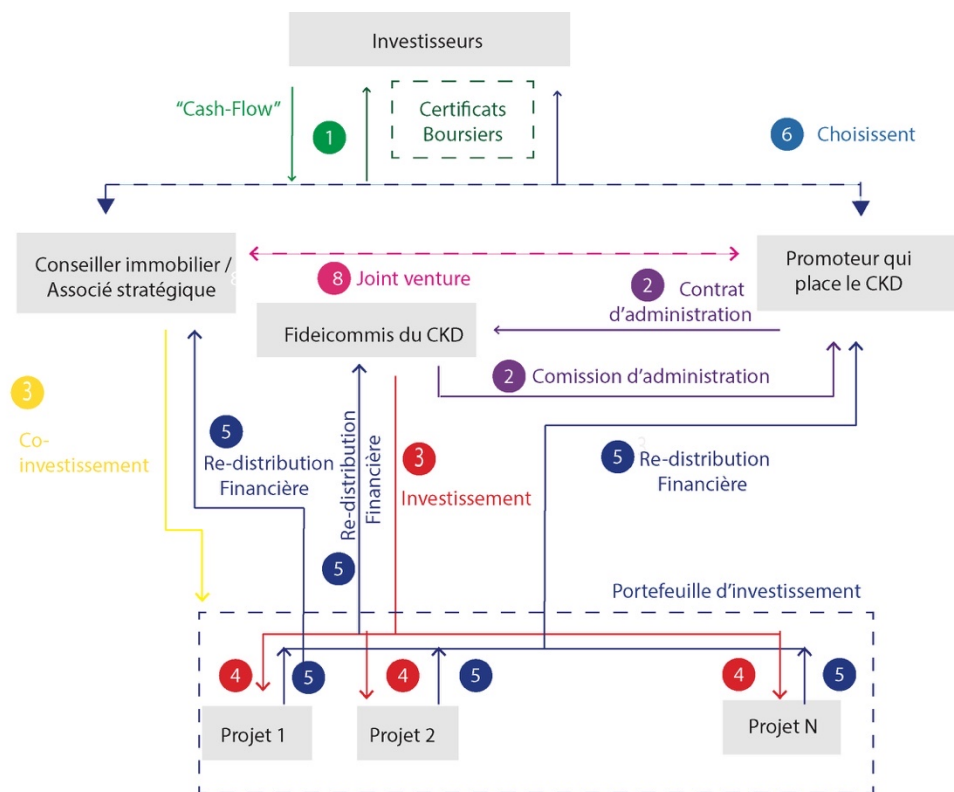 Investisseurs
“Cash-Flow”
1
Certificats
Boursiers
6 Choisissent
Conseiller immobilier /
Associé stratégique
8
8 Joint venture
Promoteur qui
place le CKD
2 Contrat
d’administration
Fideicommis du CKD
2 Comission d’administration
3
Co-
investissement
5
Re-distribution
Financière
Re-distribution
Financière
5
3
Investissement
5 Re-distribution
Financière
Portefeuille d’investissement
4
5
4
5
4
5
Projet 1
Projet 2
Projet N